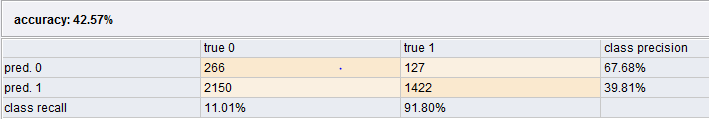 accuracy: 42.57%
true 0 true 1 class precision
pred. 0 266 127 67.68%
pred. 1 2150 1422 39.81%
class recall 11.01% 91.80%